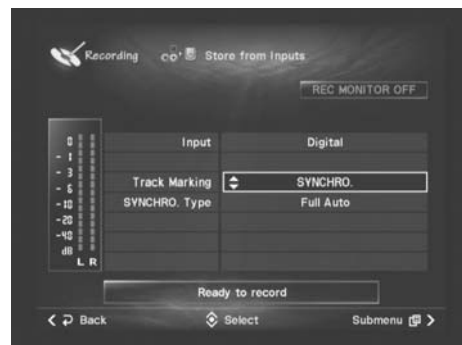 Recording Store from Inputs
REC MONITOR OFF
0
- 1
- 3
- 6
-10
-20
-40
dB
L R
Input Digital
Track Marking SYNCHRO.
SYNCHRO. Type Full Auto
Ready to record
Back Select Submenu